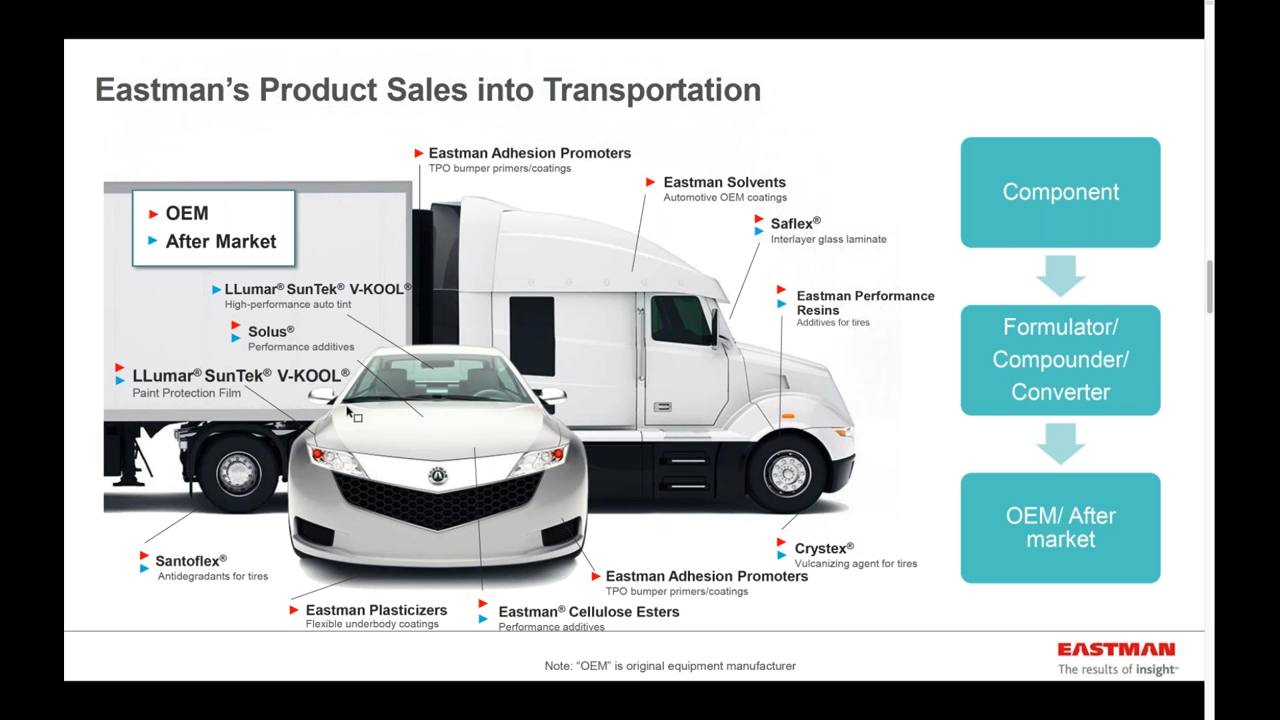 Eastman’s Product Sales into Transportation
Eastman Adhesion Promoters
TPO bumper primers/coatings
Eastman Solvents
Automotive OEM coatings
Saflex®
Interlayer glass laminate
OEM
After Market
LLumar® SunTek® V-KOOL®
High-performance auto tint
Eastman Performance
Resins
Additives for tires
Solus®
Performance additives
LLumar® SunTek® V-KOOL®
Paint Protection Film
Santoflex®
Antidegradants for tires
Crystex®
Vulcanizing agent for tires
Eastman Adhesion Promoters
TPO bumper primers/coatings
Eastman Plasticizers
Flexible underbody coatings
Eastman® Cellulose Esters
Performance additives
Component
Formulator/
Compounder/
Converter
OEM/ After
market
Note: “OEM” is original equipment manufacturer
EASTMAN
The results of insight™